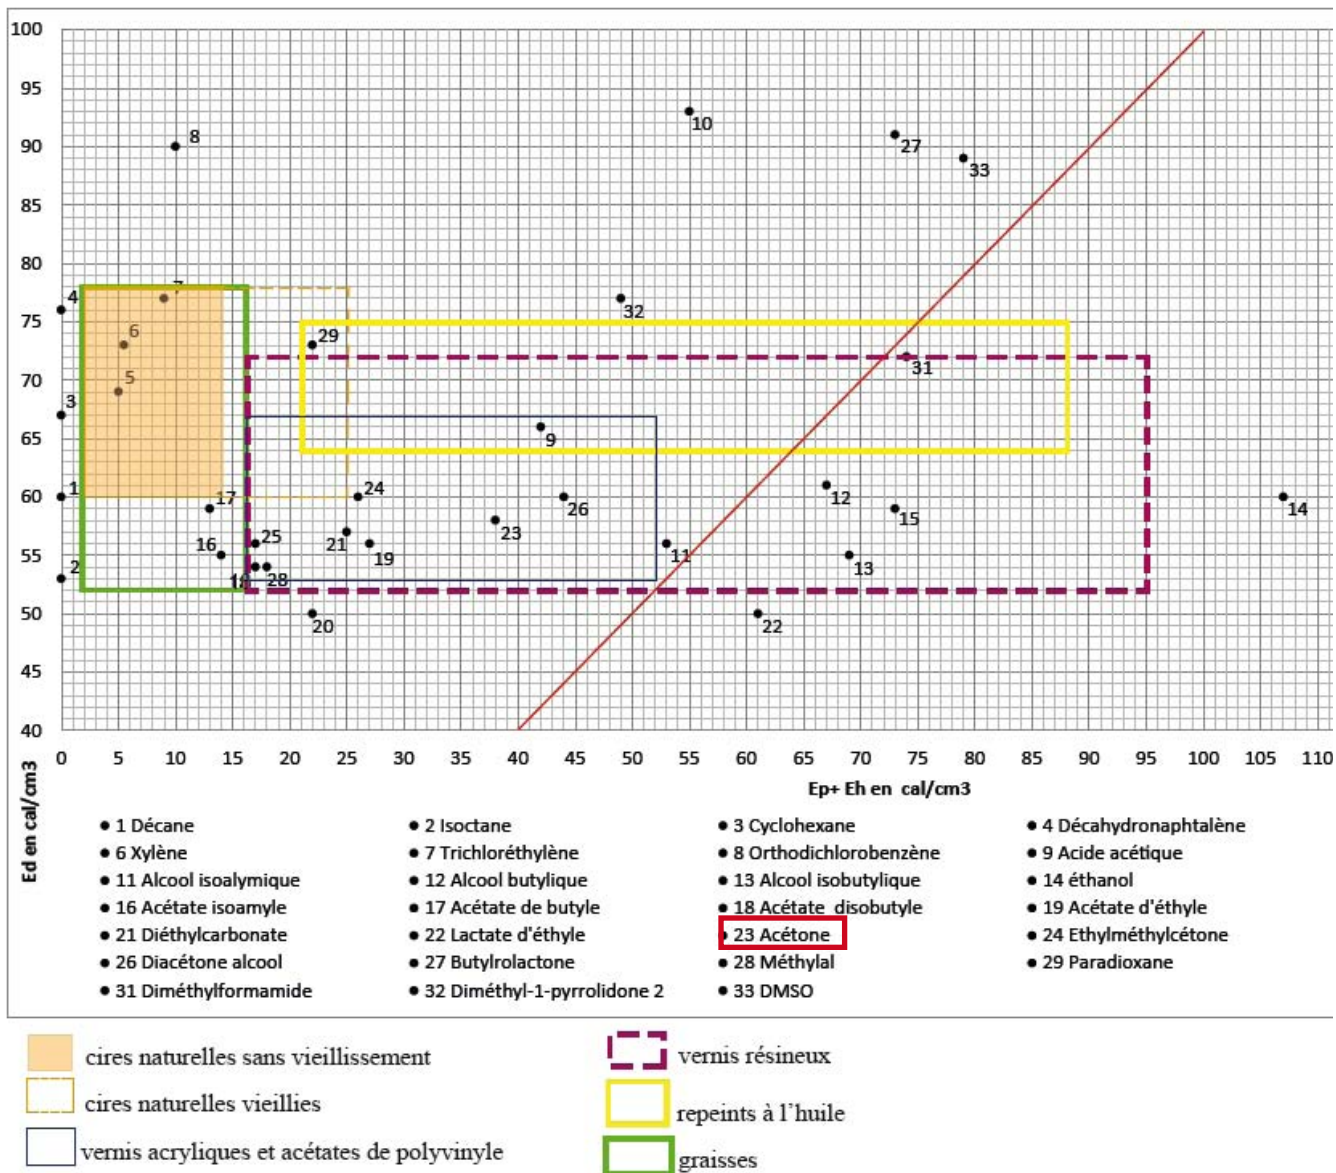 100
95
90
85
80
75
70
65
60
55
50
45
40
8
10
27
33
4
7
32
6
29
31
5
3
9
1
17
24
26
12
15
14
16
25
21
19
23
11
13
2
18
28
20
22
0 5 10 15 20 25 30 35 40 45 50 55 60 65 70 75 80 85 90 95 100 105 110
Ep+ Eh en cal/cm3
Ed en cal/cm3
1 Décane 2 Isoctane 3 Cyclohexane 4 Décahydronaphtalène
6 Xylène 7 Trichloréthylène 8 Orthodichlorobenzène 9 Acide acétique
11 Alcool isoalymique 12 Alcool butylique 13 Alcool isobutylique 14 éthanol
16 Acétate isoamyle 17 Acétate de butyle 18 Acétate disobutyle 19 Acétate d'éthyle
21 Diéthylcarbonate 22 Lactate d'éthyle 23 Acétone 24 Ethylméthylcétone
26 Diacétone alcool 27 Butylrolactone 28 Méthylal 29 Paradioxane
31 Diméthylformamide 32 Diméthyl-1-pyrrolidone 2 33 DMSO
cires naturelles sans vieillissement
cires naturelles vieillies
vernis acryliques et acétates de polyvinyle
vernis résineux
repeints à l'huile
graisses